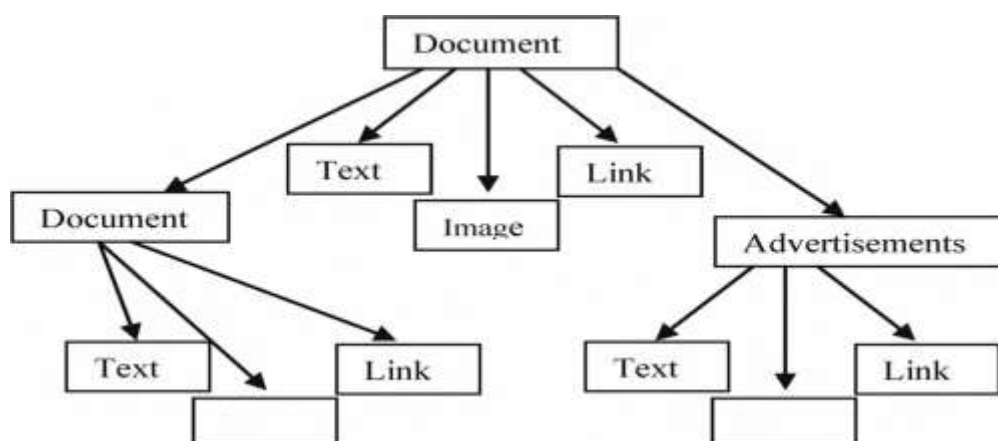 Document
Text
Link
Document
Image
Advertisements
Text
Link
Text
Link